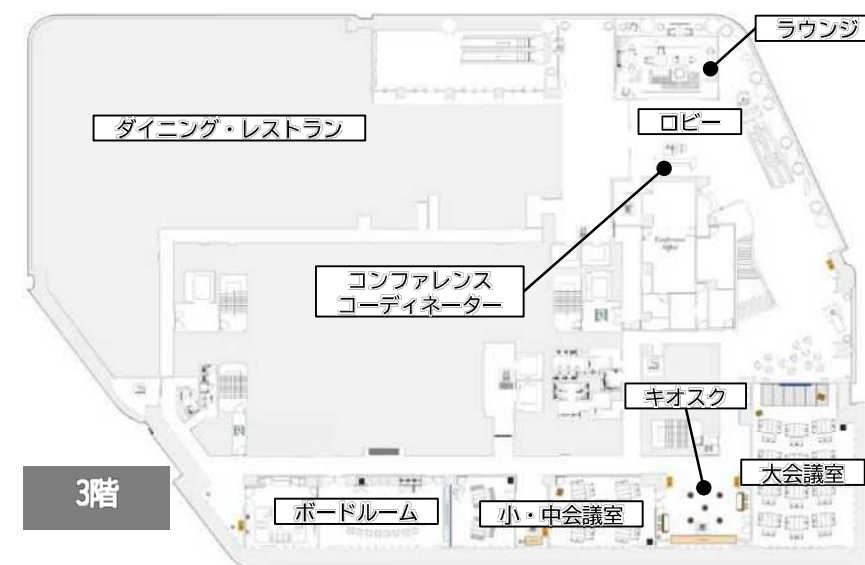 ラウンジ
ダイニング・レストラン
ロビー
コンファレンス
コーディネーター
キオスク
大会議室
3階
ボードルーム
小・中会議室